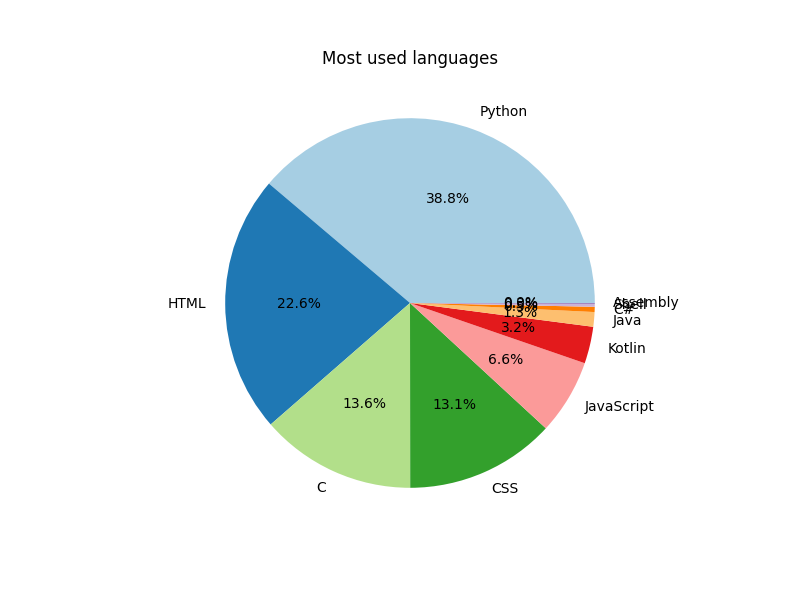 Most used languages
Python
38.8%
HTML
22.6%
C
13.6%
CSS
13.1%
JavaScript
6.6%
Kotlin
3.2%
Java
1.3%
C#
Shell
Assembly